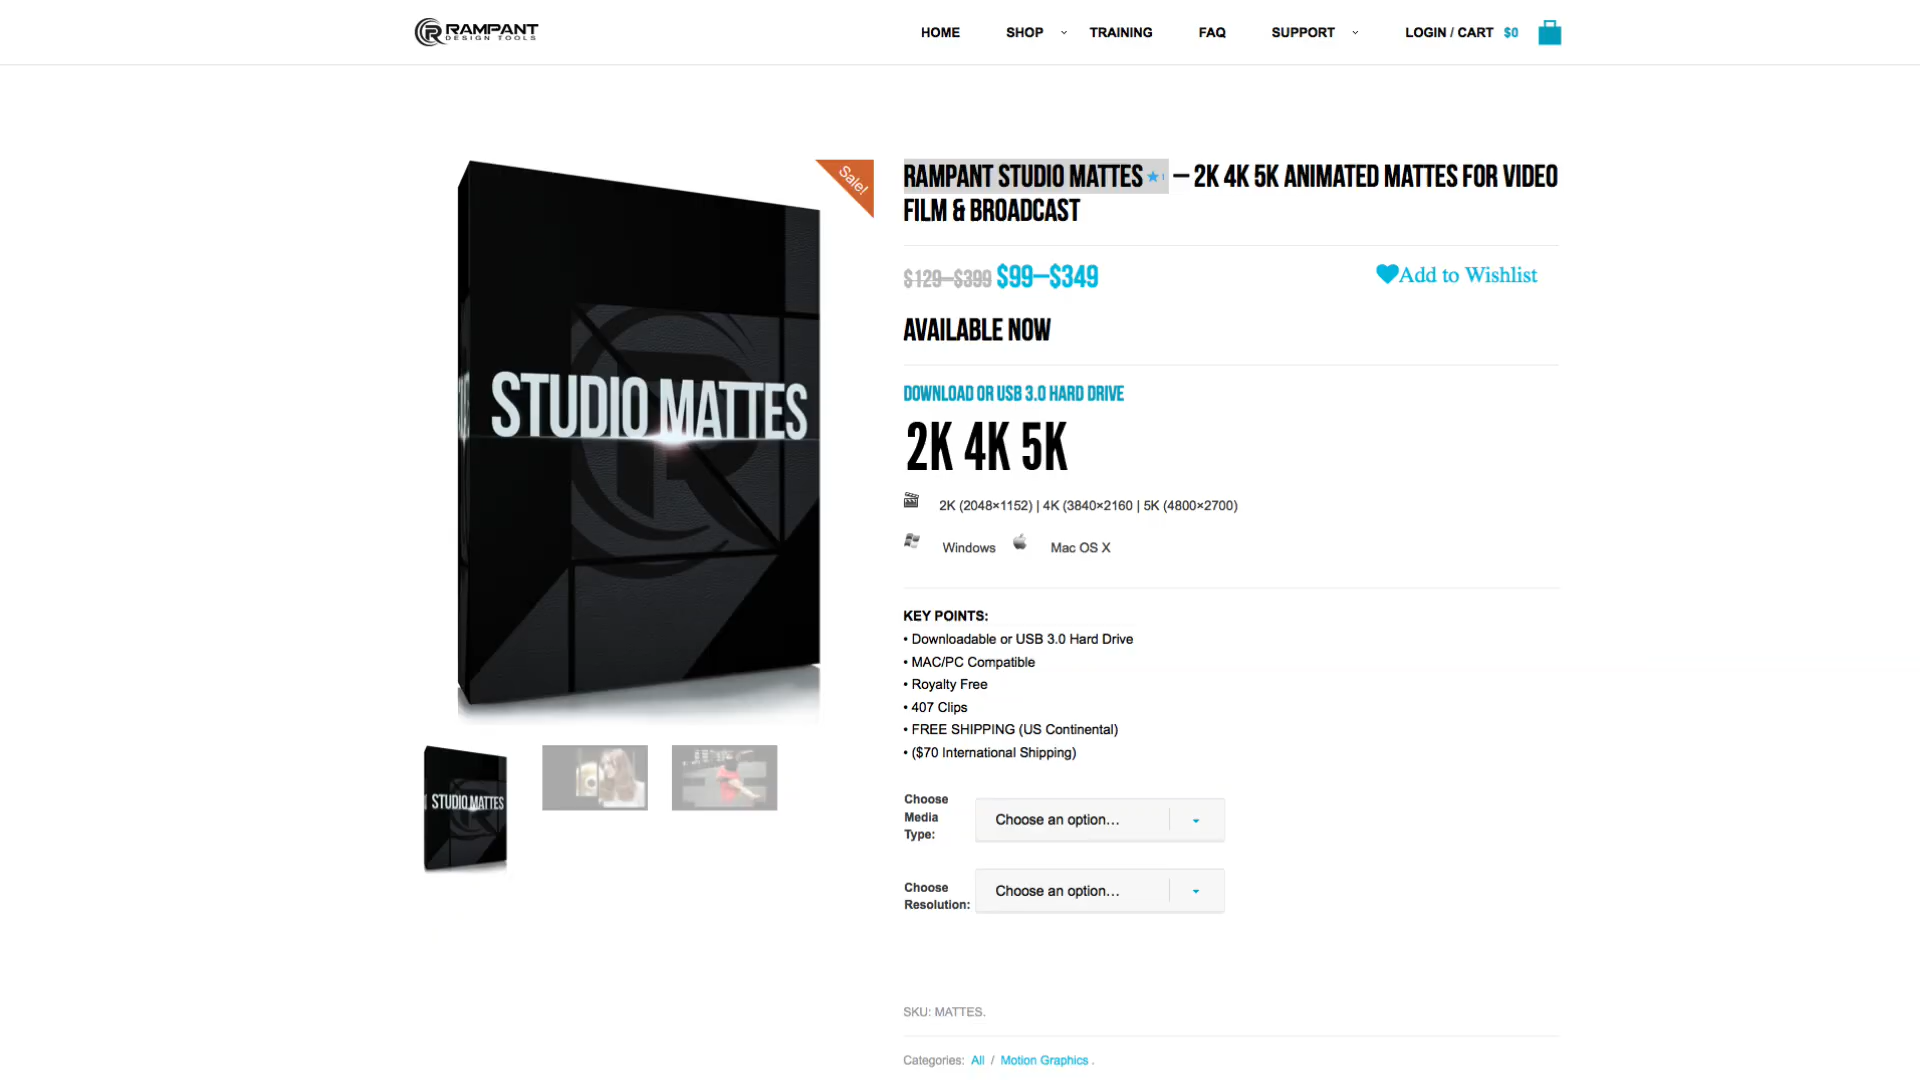 RAMPANT
DESIGN TOOLS
HOME
SHOP
TRAINING
FAQ
SUPPORT
LOGIN / CART $0
Sale!
STUDIO MATTES
STUDIO MATTES
RAMPANT STUDIO MATTES — 2K 4K 5K ANIMATED MATTES FOR VIDEO
FILM & BROADCAST
$129–$399 $99–$349
Add to Wishlist
AVAILABLE NOW
DOWNLOAD OR USB 3.0 HARD DRIVE
2K 4K 5K
2K (2048×1152) | 4K (3840×2160 | 5K (4800×2700)
Windows
Mac OS X
KEY POINTS:
• Downloadable or USB 3.0 Hard Drive
• MAC/PC Compatible
• Royalty Free
• 407 Clips
• FREE SHIPPING (US Continental)
• ($70 International Shipping)
Choose
Media
Type:
Choose an option…
Choose
Resolution:
Choose an option…
SKU: MATTES.
Categories: All / Motion Graphics .